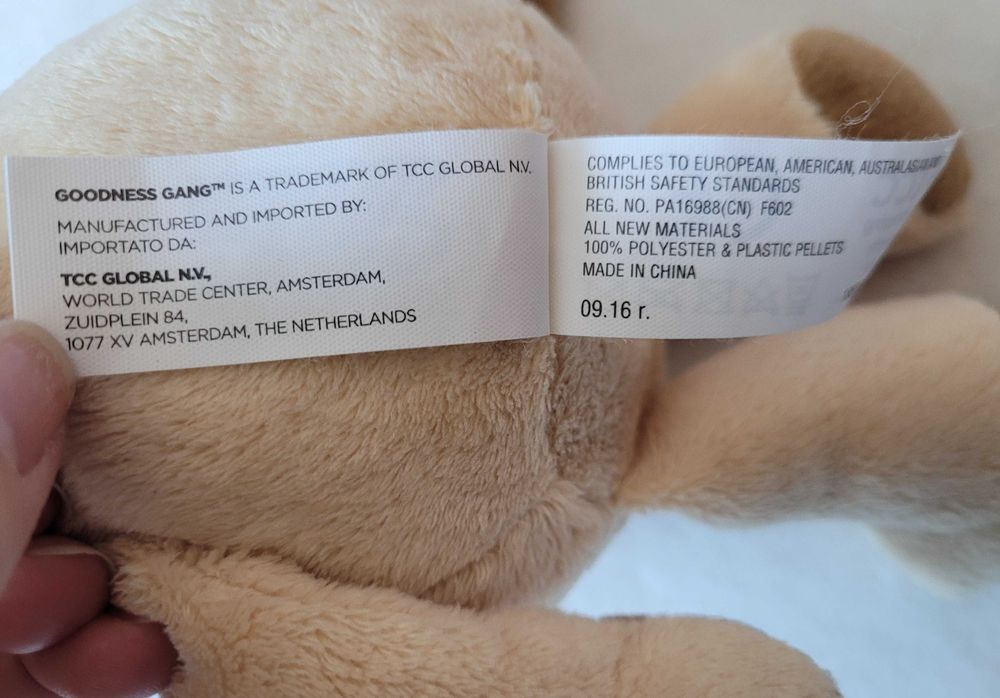 GOODNESS GANG™ IS A TRADEMARK OF TCC GLOBAL N.V.
MANUFACTURED AND IMPORTED BY:
IMPORTATO DA:
TCC GLOBAL N.V.,
WORLD TRADE CENTER, AMSTERDAM,
ZUIDPLEIN 84,
1077 XV AMSTERDAM, THE NETHERLANDS
COMPLIES TO EUROPEAN, AMERICAN, AUSTRALASIAN
BRITISH SAFETY STANDARDS
REG. NO. PA16988(CN) F602
ALL NEW MATERIALS
100% POLYESTER & PLASTIC PELLETS
MADE IN CHINA
09.16 r.